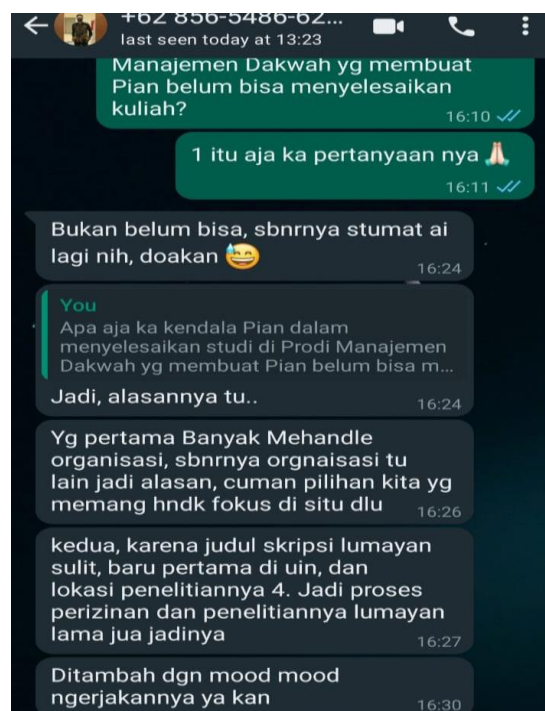 +62 856-5486-62...
last seen today at 13:23
Manajemen Dakwah yg membuat
Pian belum bisa menyelesaikan
kuliah?
16:10
1 itu aja ka pertanyaan nya 🙏🏻
16:11
Bukan belum bisa, sbnrnya stumat ai
lagi nih, doakan 😅
16:24
You
Apa aja ka kendala Pian dalam
menyelesaikan studi di Prodi Manajemen
Dakwah yg membuat Pian belum bisa m...
Jadi, alasannya tu..
16:24
Yg pertama Banyak Mehandle
organisasi, sbnrnya orgnaisasi tu
lain jadi alasan, cuman pilihan kita yg
memang hndk fokus di situ dlu
16:26
kedua, karena judul skripsi lumayan
sulit, baru pertama di uin, dan
lokasi penelitiannya 4. Jadi proses
perizinan dan penelitiannya lumayan
lama jua jadinya
16:27
Ditambah dgn mood mood
ngerjakannya ya kan
16:30